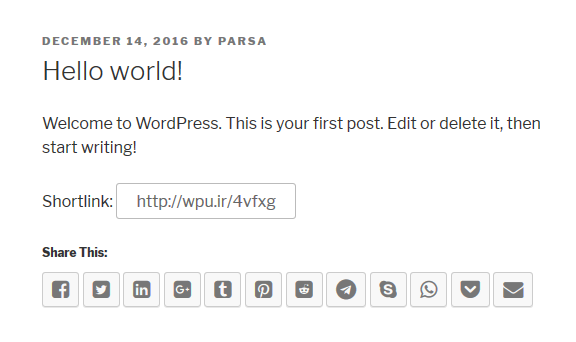 DECEMBER 14, 2016 BY PARSA
Hello world!
Welcome to WordPress. This is your first post. Edit or delete it, then
start writing!
Shortlink: http://wpu.ir/4vfxg
Share This: